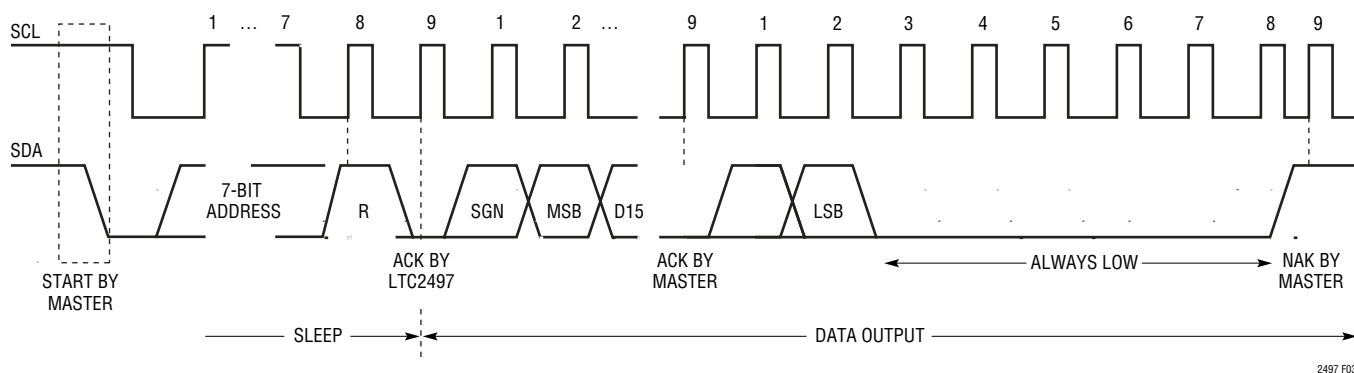 1 … 7 8 9 1 2 … 9 1 2 3 4 5 6 7 8 9
SCL
SDA
7-BIT
ADDRESS
R
SGN
MSB
D15
LSB
START BY
MASTER
ACK BY
LTC2497
ACK BY
MASTER
ALWAYS LOW
NAK BY
MASTER
SLEEP
DATA OUTPUT
2497 F03